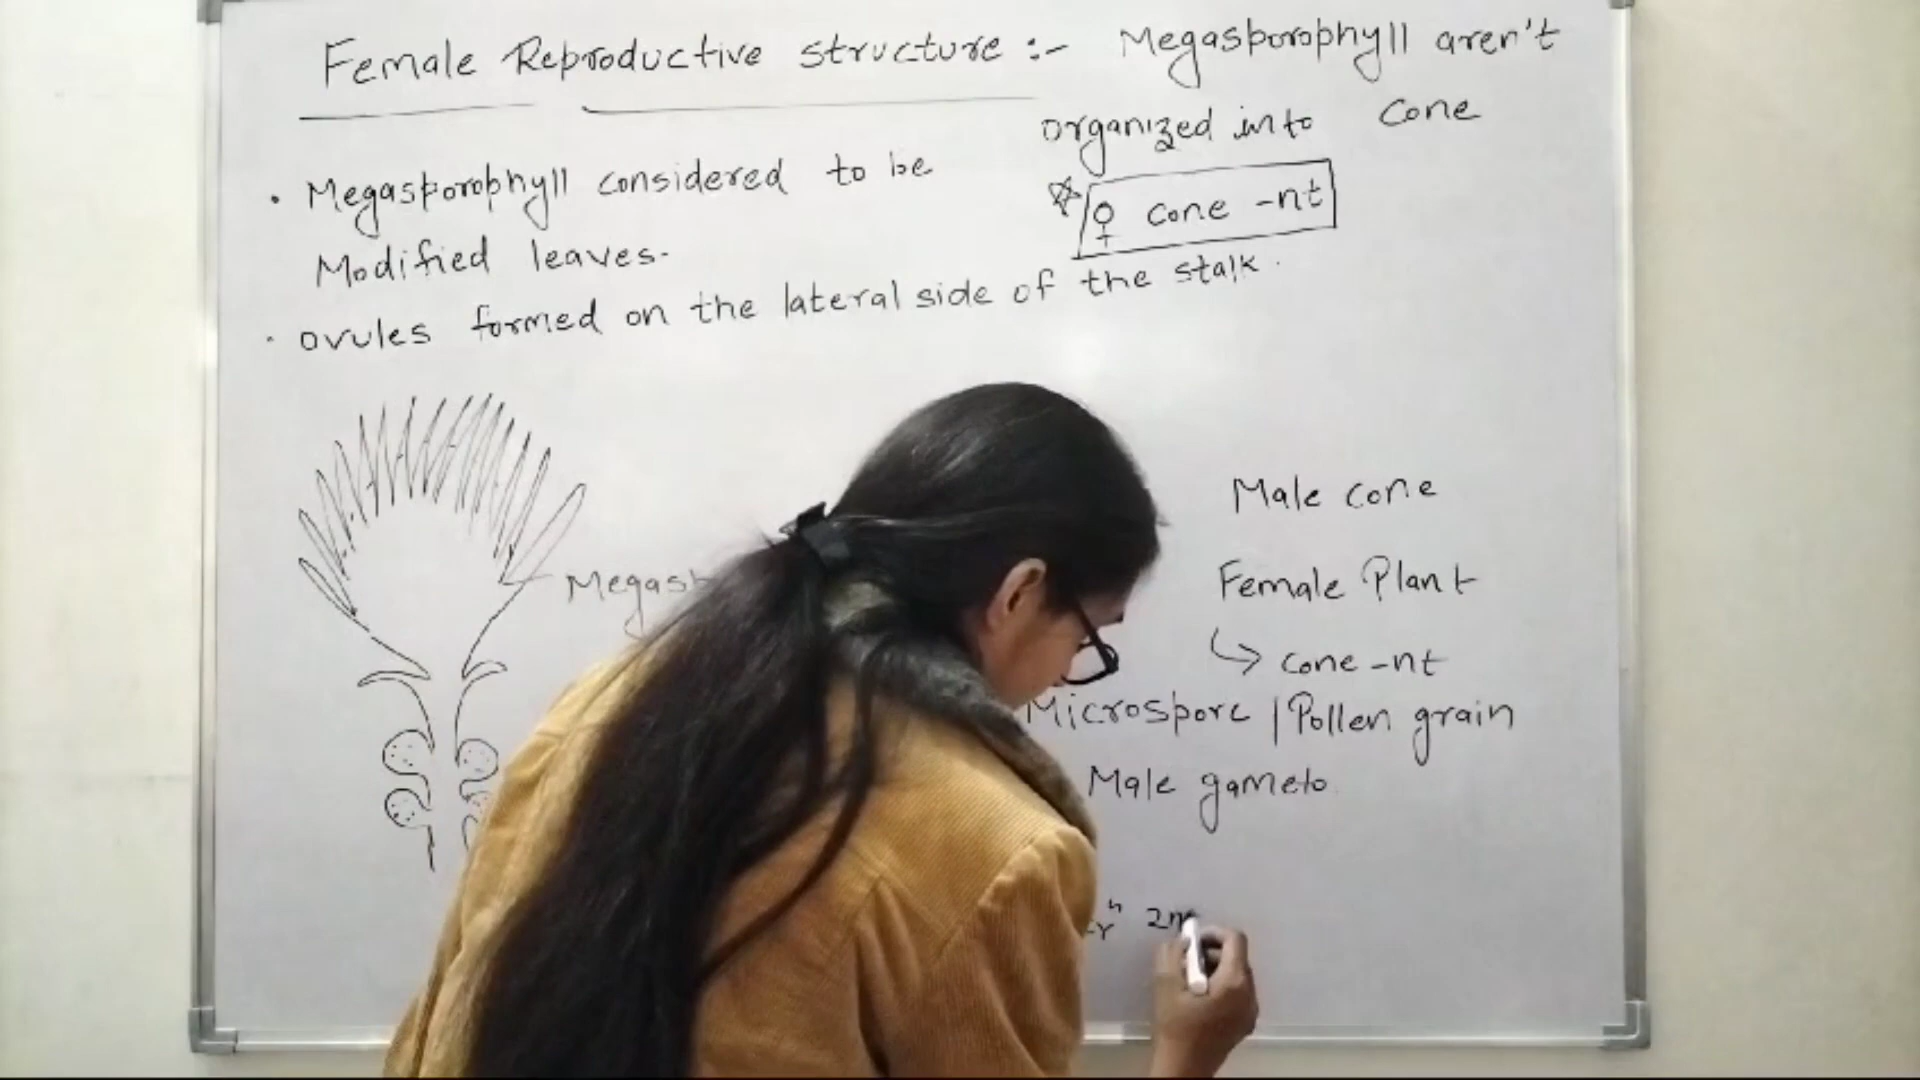 Female Reproductive structure :- Megasporophyll aren't
organized into cone
♀ cone -nt
• Megasporophyll considered to be
Modified leaves.
• ovules formed on the lateral side of the stalk.
Male cone
Female Plant
↳ cone -nt
Microspore | Pollen grain
Male gameto